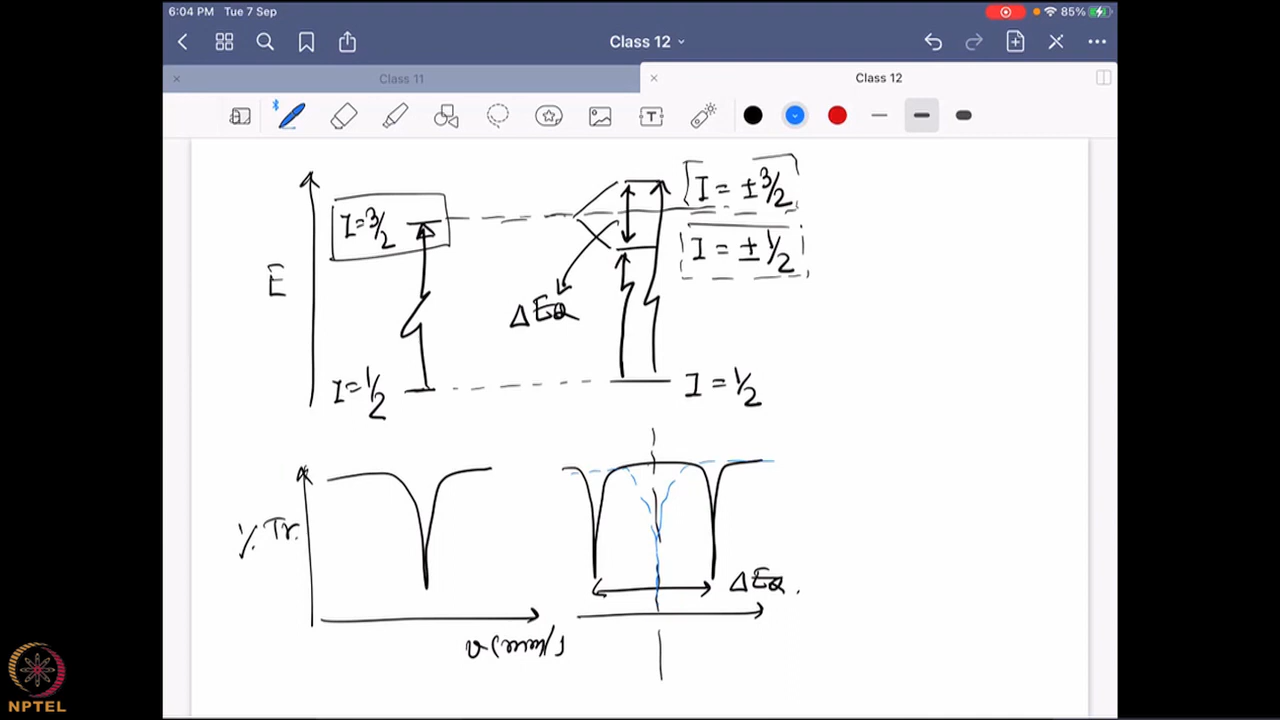 6:04 PM Tue 7 Sep
85%
Class 12
Class 11
Class 12
I = 3/2
I = ± 3/2
I = ± 1/2
E
ΔEQ
I = 1/2
I = 1/2
% Tr.
ΔEQ .
v (mm/s
NPTEL